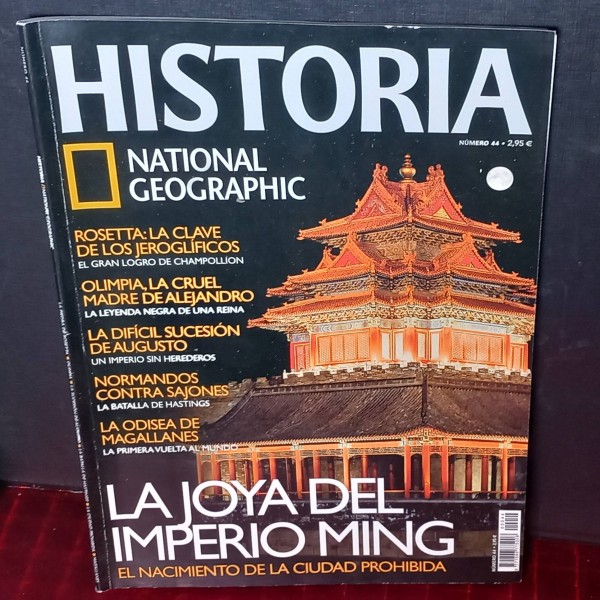 HISTORIA
NÚMERO 44 • 2,95 €
NATIONAL
GEOGRAPHIC
ROSETTA: LA CLAVE
DE LOS JEROGLÍFICOS
EL GRAN LOGRO DE CHAMPOLLION
OLIMPIA, LA CRUEL
MADRE DE ALEJANDRO
LA LEYENDA NEGRA DE UNA REINA
LA DIFÍCIL SUCESIÓN
DE AUGUSTO
UN IMPERIO SIN HEREDEROS
NORMANDOS
CONTRA SAJONES
LA BATALLA DE HASTINGS
LA ODISEA DE
MAGALLANES
LA PRIMERA VUELTA AL MUNDO
LA JOYA DEL
IMPERIO MING
EL NACIMIENTO DE LA CIUDAD PROHIBIDA